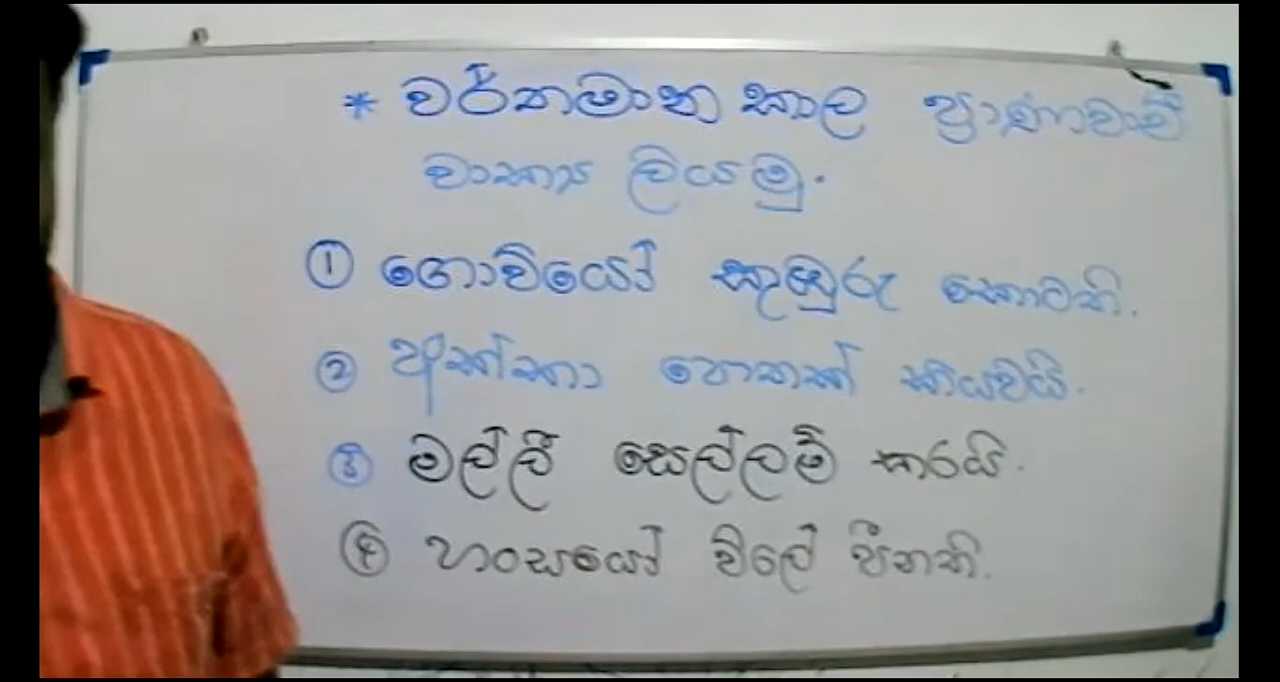 * වර්තමාන කාල ප්‍රාණවාචී
වාක්‍ය ලියමු.
① ගොවියෝ කුඹුරු කොටති.
② අක්කා පොතක් කියවයි.
③ මල්ලී සෙල්ලම් කරයි.
④ හංසයෝ විලේ පීනති.